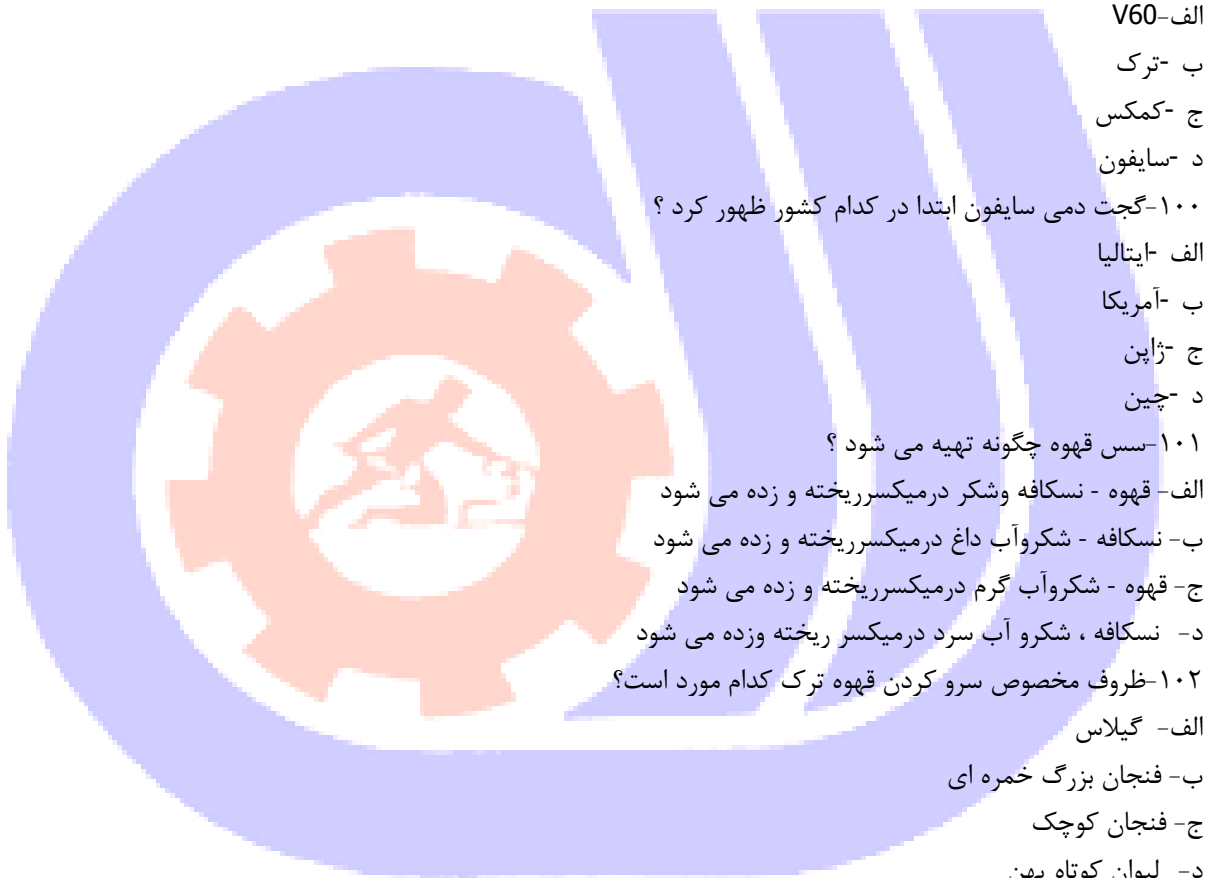 الف-V60
ب -ترک
ج -کمکس
د -سایفون
۱۰۰-گجت دمی سایفون ابتدا در کدام کشور ظهور کرد ؟
الف -ایتالیا
ب -آمریکا
ج -ژاپن
د -چین
۱۰۱-سس قهوه چگونه تهیه می شود ؟
الف- قهوه - نسکافه وشکر درمیکسرریخته و زده می شود
ب- نسکافه - شکروآب داغ درمیکسرریخته و زده می شود
ج- قهوه - شکروآب گرم درمیکسرریخته و زده می شود
د- نسکافه ، شکرو آب سرد درمیکسر ریخته وزده می شود
۱۰۲-ظروف مخصوص سرو کردن قهوه ترک کدام مورد است؟
الف- گیلاس
ب- فنجان بزرگ خمره ای
ج- فنجان کوچک
د- لیوان کوتاه پهن